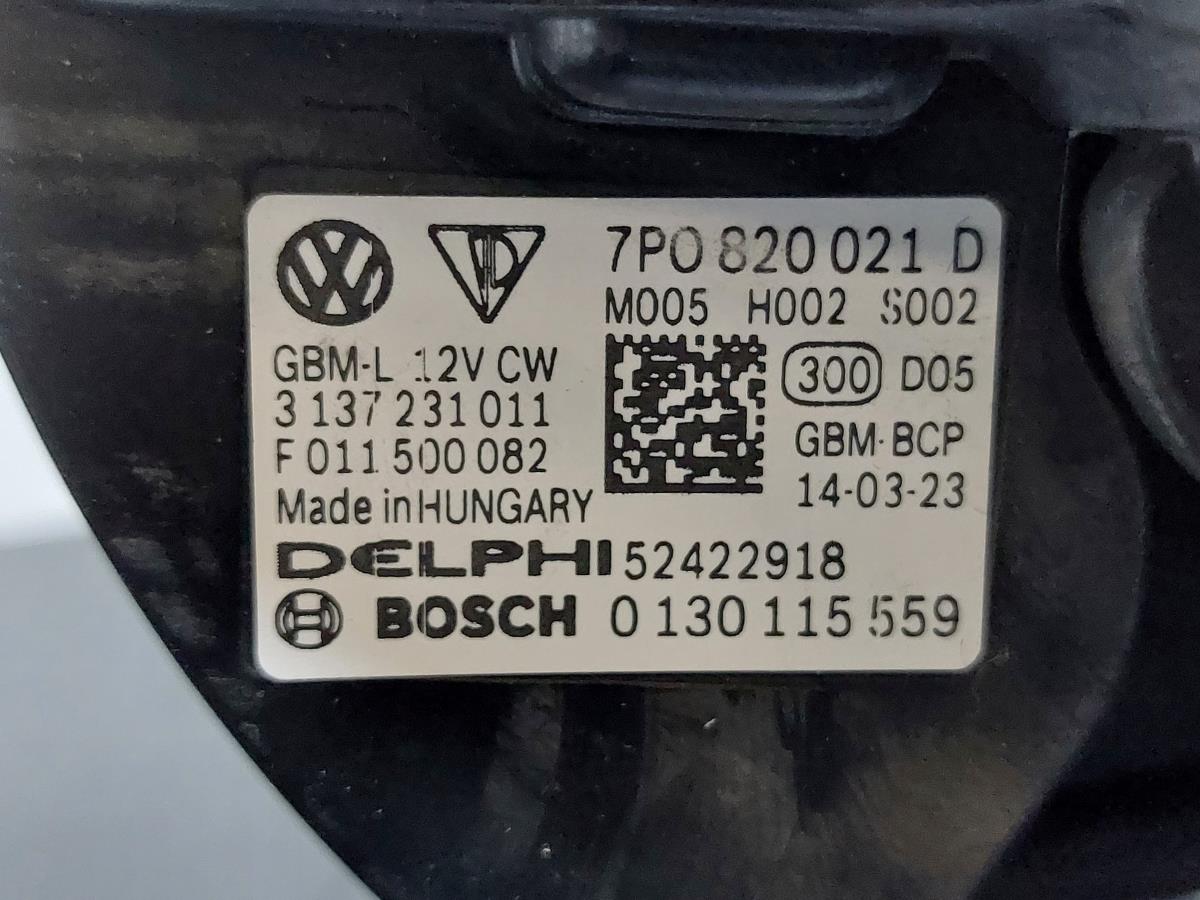 7P0 820 021 D
M005 H002 S002
GBM-L 12V CW
3 137 231 011
F 011 500 082
Made in HUNGARY
300 D05
GBM-BCP
14-03-23
DELPHI 52422918
BOSCH 0 130 115 559